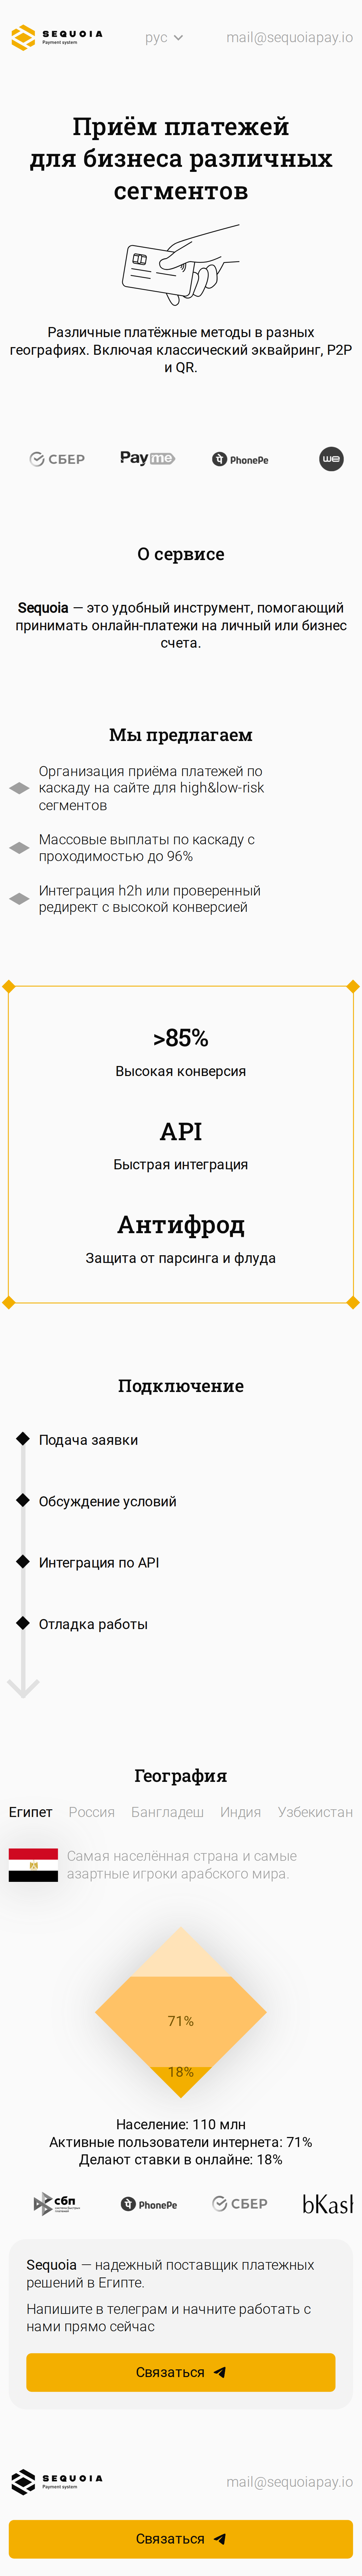 SEQUOIA
Payment system
рус
mail@sequoiapay.io
Приём платежей
для бизнеса различных
сегментов
Различные платёжные методы в разных
географиях. Включая классический эквайринг, P2P
и QR.
СБЕР
Payme
PhonePe
we
О сервисе
Sequoia — это удобный инструмент, помогающий
принимать онлайн-платежи на личный или бизнес
счета.
Мы предлагаем
Организация приёма платежей по
каскаду на сайте для high&low-risk
сегментов
Массовые выплаты по каскаду с
проходимостью до 96%
Интеграция h2h или проверенный
редирект с высокой конверсией
>85%
Высокая конверсия
API
Быстрая интеграция
Антифрод
Защита от парсинга и флуда
Подключение
Подача заявки
Обсуждение условий
Интеграция по API
Отладка работы
География
Египет Россия Бангладеш Индия Узбекистан
Самая населённая страна и самые
азартные игроки арабского мира.
71%
18%
Население: 110 млн
Активные пользователи интернета: 71%
Делают ставки в онлайне: 18%
сбп
PhonePe
СБЕР
bKash
Sequoia — надежный поставщик платежных
решений в Египте.
Напишите в телеграм и начните работать с
нами прямо сейчас
Связаться
SEQUOIA
Payment system
mail@sequoiapay.io
Связаться